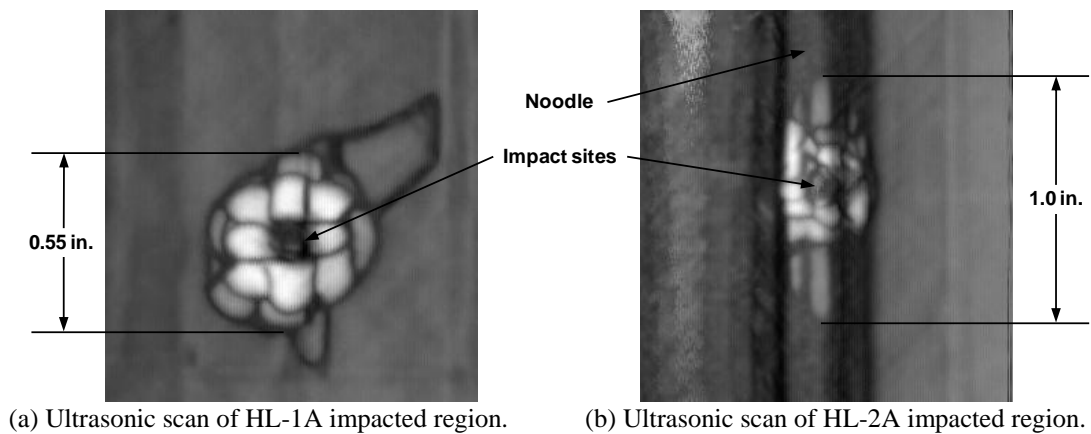 Noodle
Impact sites
0.55 in.
1.0 in.
(a) Ultrasonic scan of HL-1A impacted region.
(b) Ultrasonic scan of HL-2A impacted region.